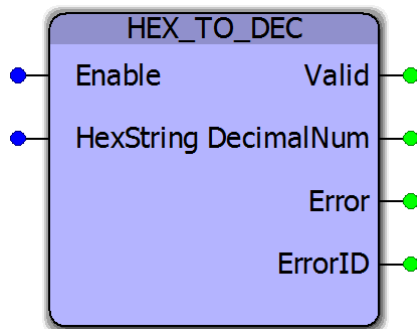 HEX_TO_DEC
Enable Valid
HexString DecimalNum
Error
ErrorID